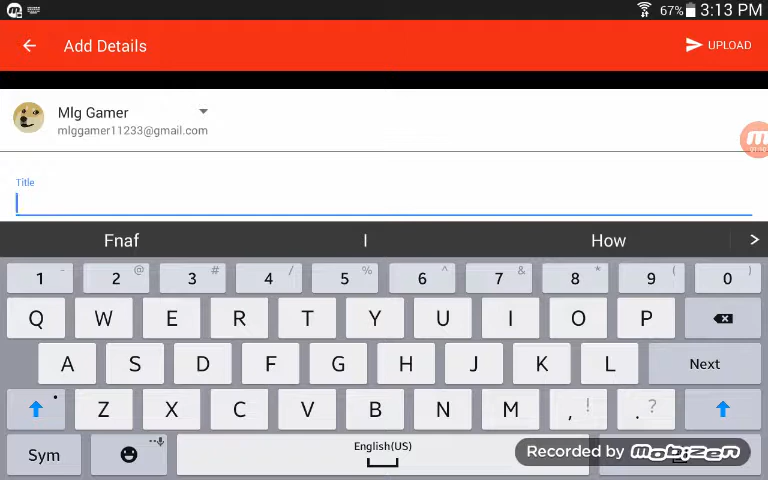 67% 3:13 PM
Add Details
UPLOAD
Mlg Gamer
mlggamer11233@gmail.com
Title
Fnaf I How >
1 - 2 @ 3 # 4 / 5 % 6 ^ 7 & 8 * 9 ( 0 )
Q W E R T Y U I O P
A S D F G H J K L Next
Z X C V B N M , ! . ?
Sym English(US)
Recorded by mobizen